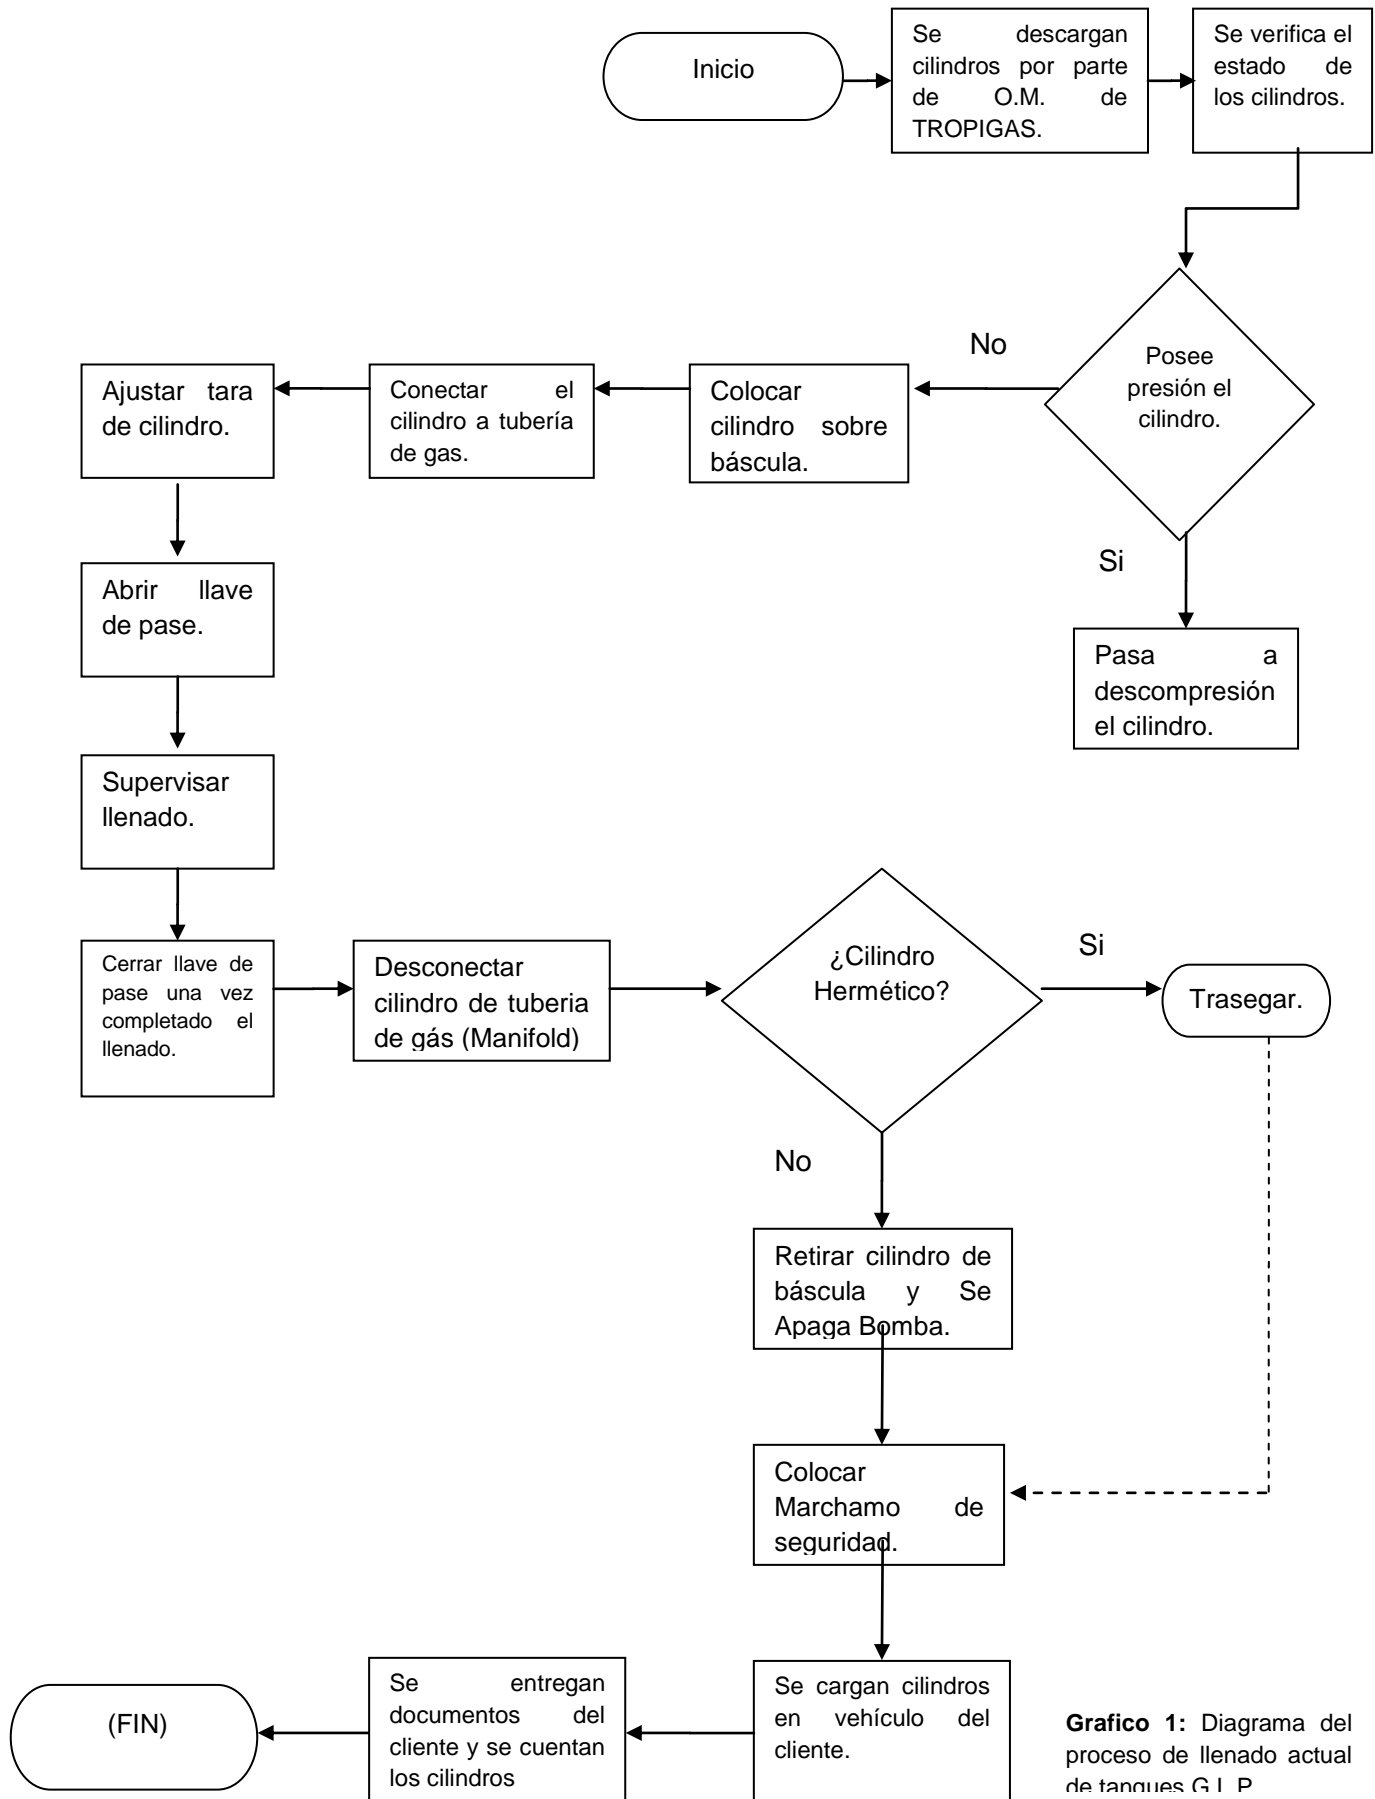 Inicio
Se descargan
cilindros por parte
de O.M. de
TROPIGAS.
Se verifica el
estado de
los cilindros.
Posee
presión el
cilindro.
No
Si
Colocar
cilindro sobre
báscula.
Conectar el
cilindro a tubería
de gas.
Ajustar tara
de cilindro.
Pasa a
descompresión
el cilindro.
Abrir llave
de pase.
Supervisar
llenado.
Cerrar llave de
pase una vez
completado el
llenado.
Desconectar
cilindro de tuberia
de gás (Manifold)
¿Cilindro
Hermético?
Si
Trasegar.
No
Retirar cilindro de
báscula y Se
Apaga Bomba.
Colocar
Marchamo de
seguridad.
Se cargan cilindros
en vehículo del
cliente.
Se entregan
documentos del
cliente y se cuentan
los cilindros
(FIN)
Grafico 1: Diagrama del
proceso de llenado actual
de tanques G.L.P